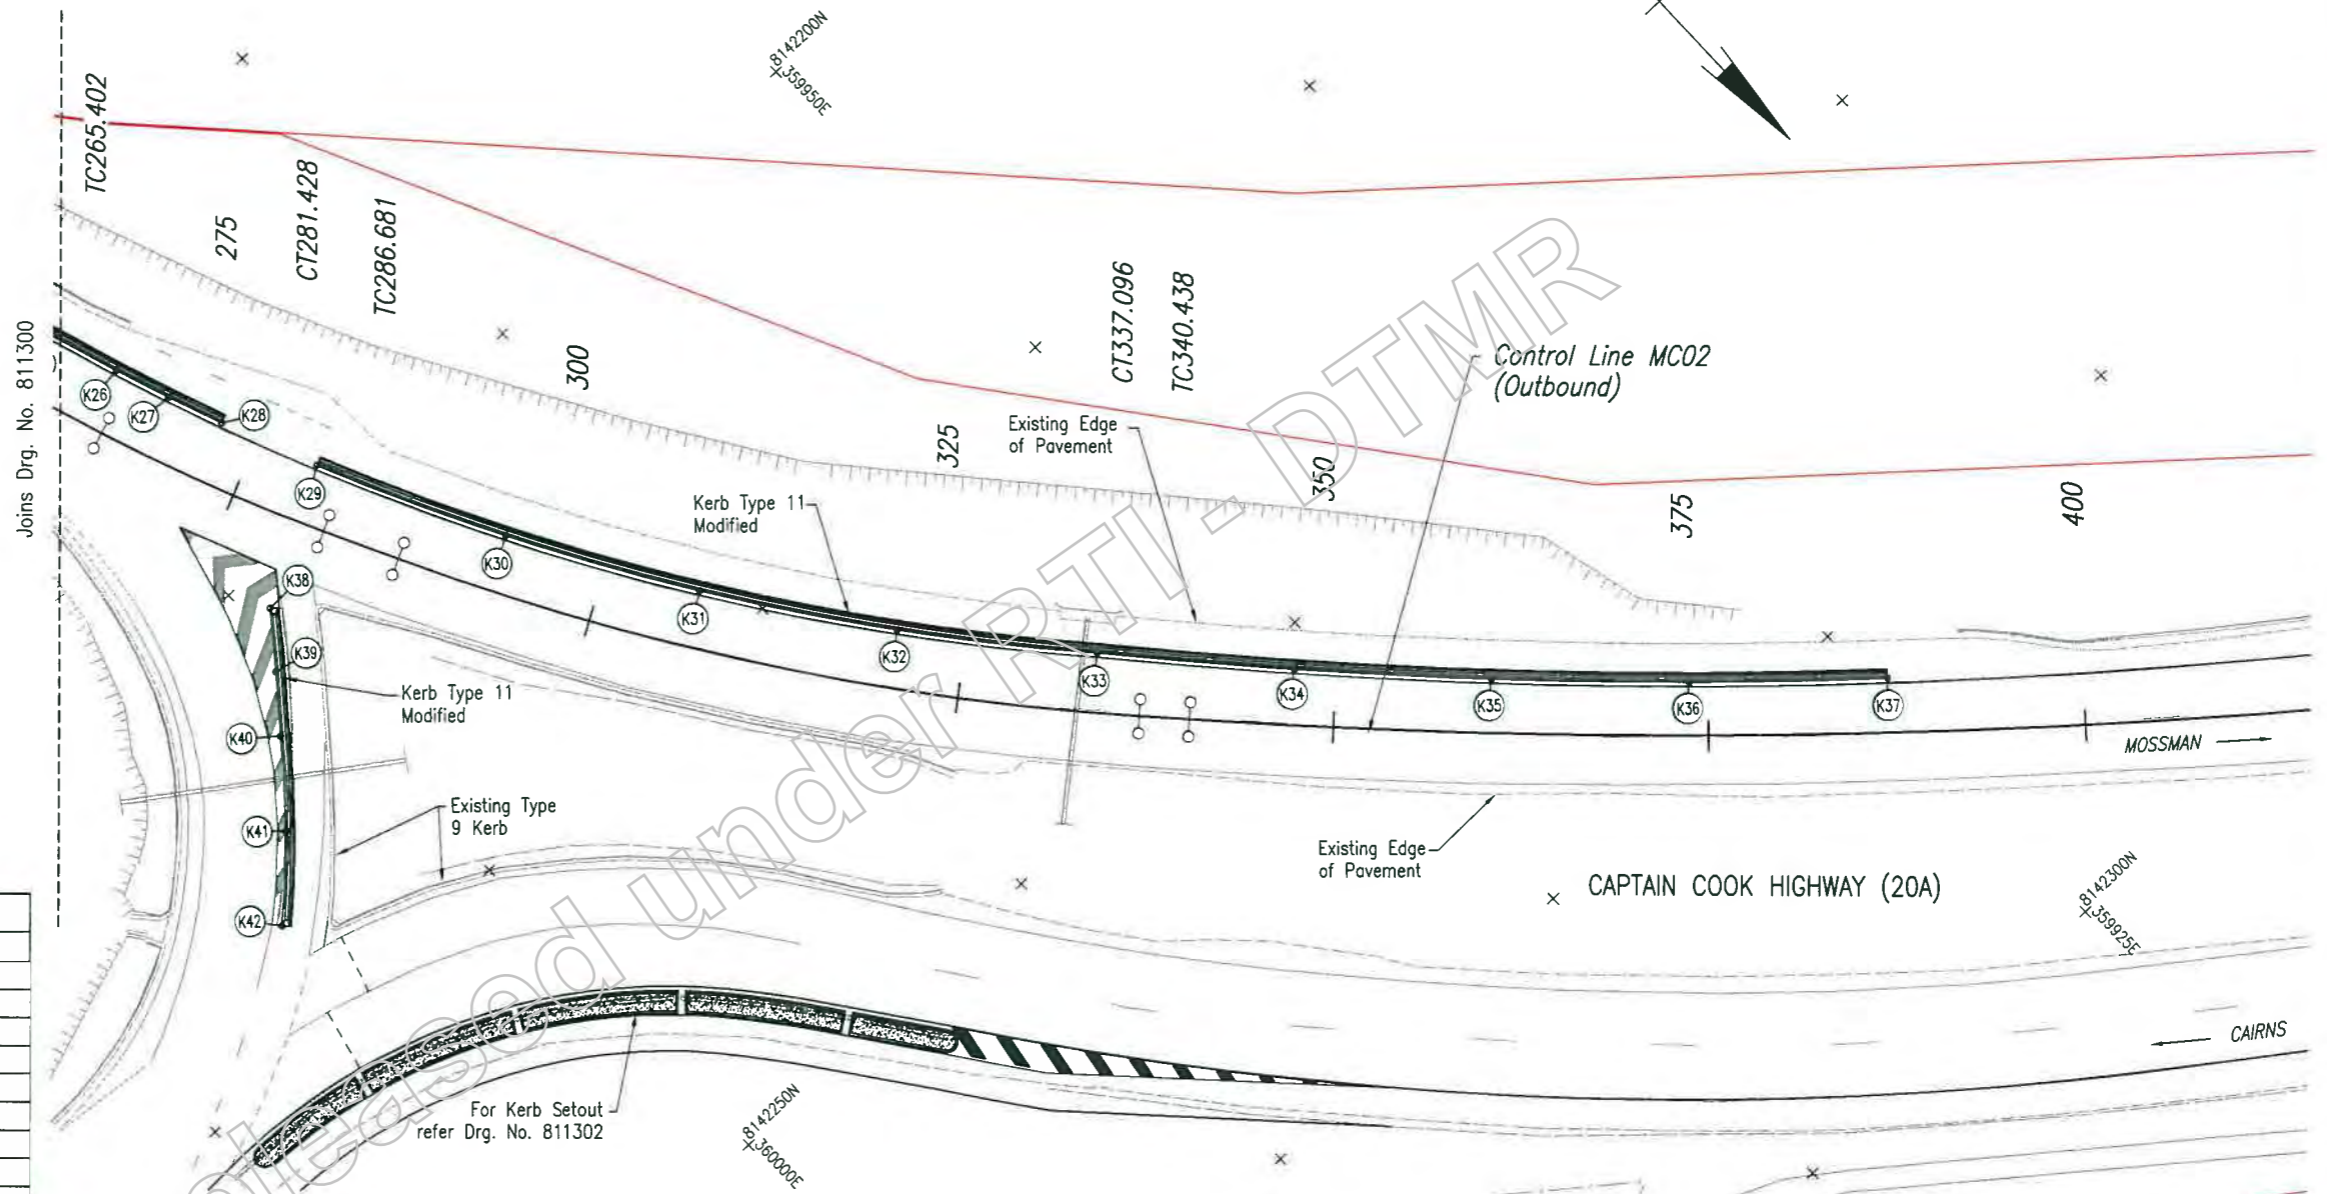 8142200N
359950E
Joins Drg. No. 811300
TC265.402
275
CT281.428
TC286.681
300
325
CT337.096
TC340.438
350
375
400
Control Line MC02
(Outbound)
Existing Edge
of Pavement
Kerb Type 11
Modified
K26
K27
K28
K29
K30
K31
K32
K33
K34
K35
K36
K37
K38
K39
K40
K41
K42
Kerb Type 11
Modified
Existing Type
9 Kerb
MOSSMAN
Existing Edge
of Pavement
CAPTAIN COOK HIGHWAY (20A)
8142300N
359925E
CAIRNS
For Kerb Setout
refer Drg. No. 811302
8142250N
360000E
under RTI - DTMR